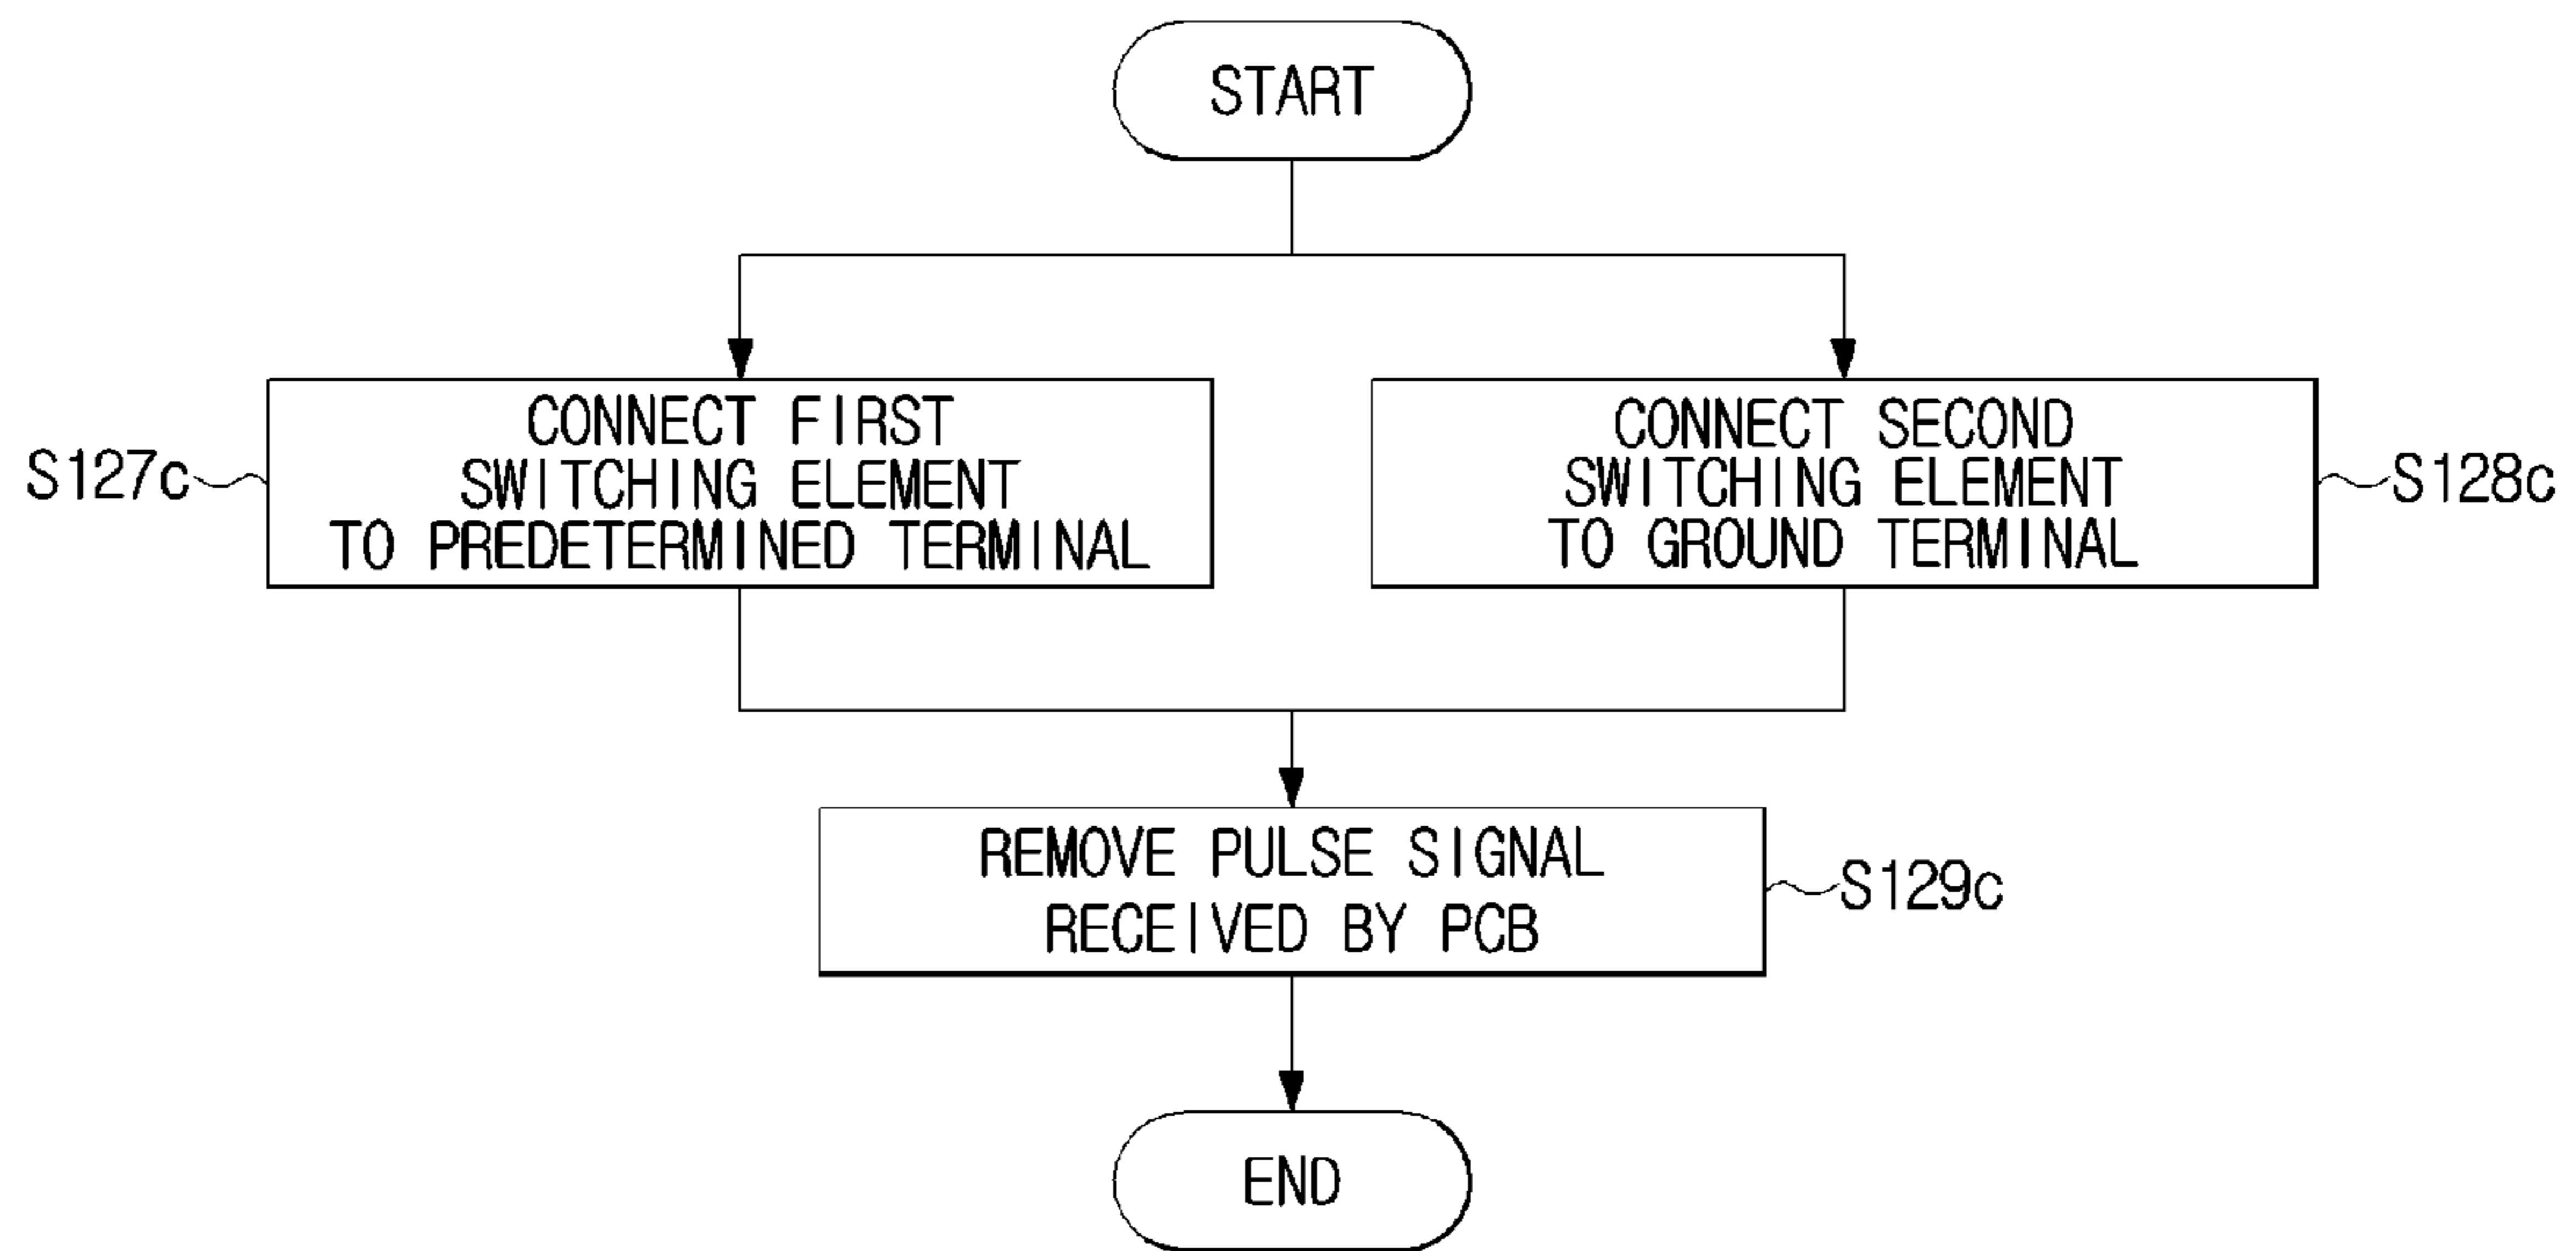 START
CONNECT FIRST
SWITCHING ELEMENT
TO PREDETERMINED TERMINAL
S127c
CONNECT SECOND
SWITCHING ELEMENT
TO GROUND TERMINAL
S128c
REMOVE PULSE SIGNAL
RECEIVED BY PCB
S129c
END